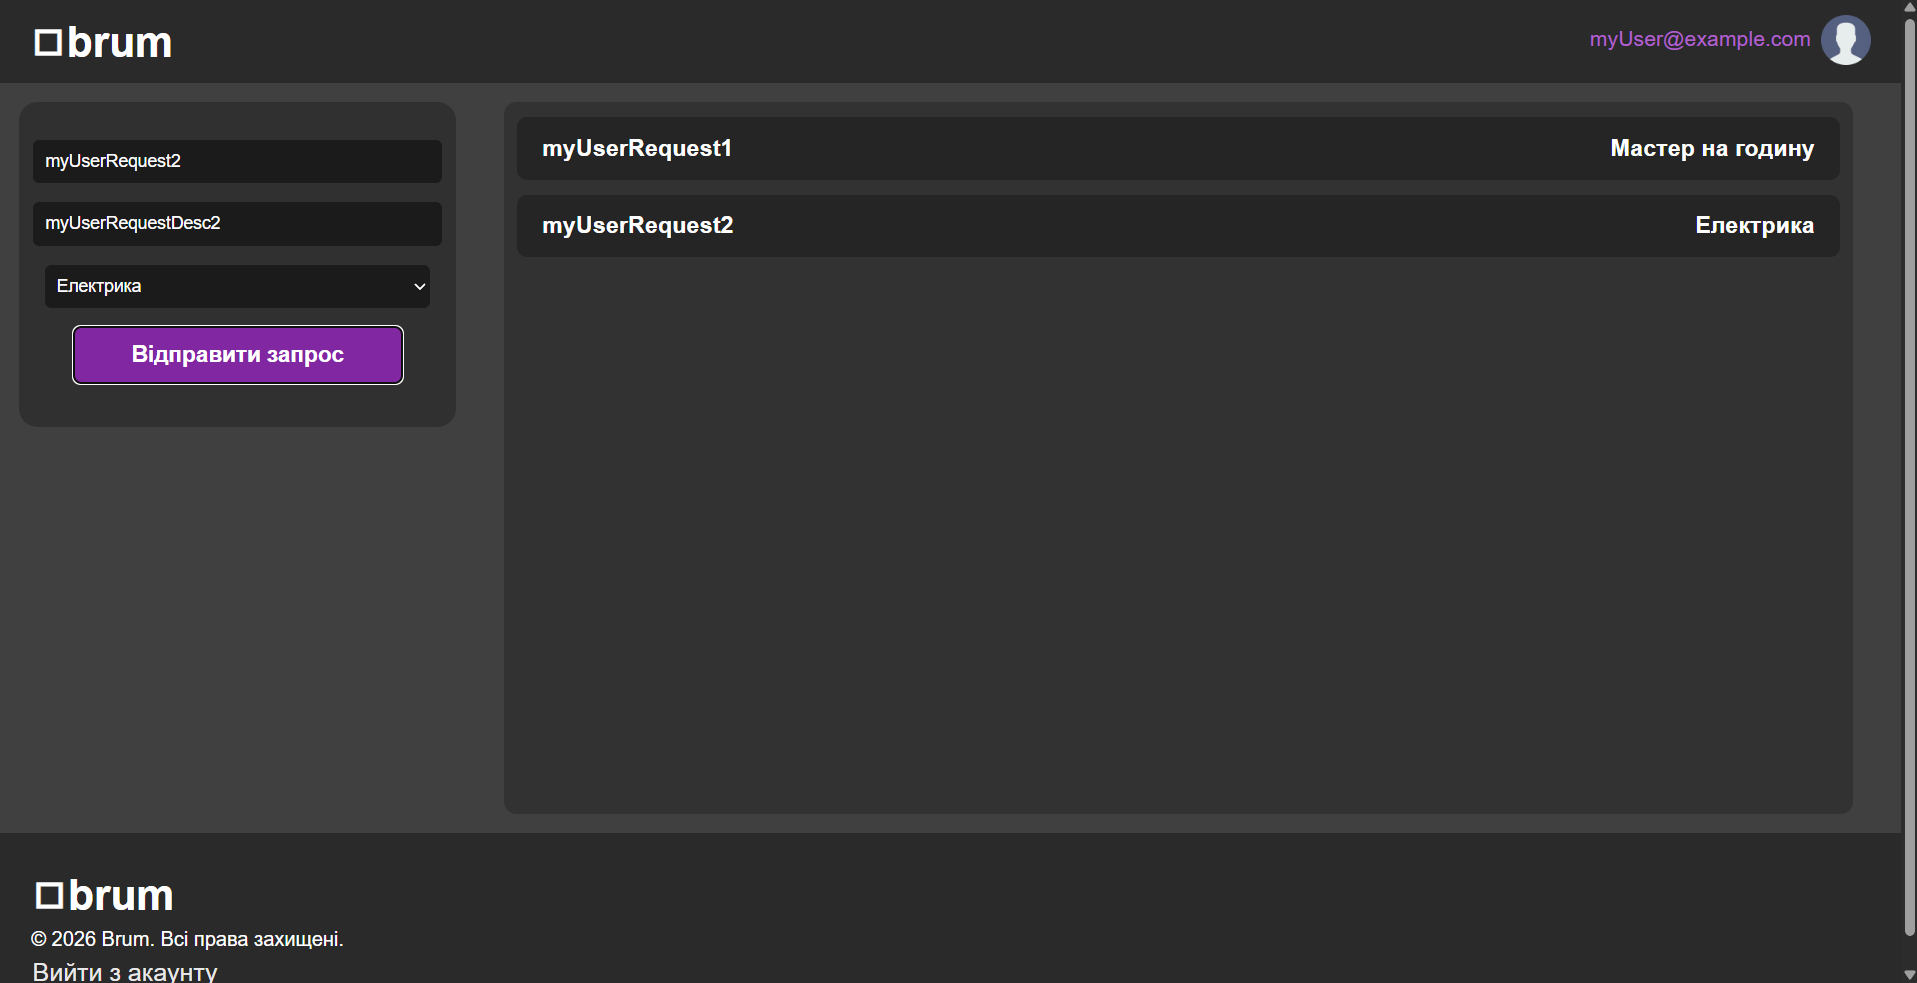 brum
myUser@example.com
myUserRequest2
myUserRequestDesc2
Електрика
Відправити запрос
myUserRequest1
Мастер на годину
myUserRequest2
Електрика
brum
© 2026 Brum. Всі права захищені.
Вийти з акаунту